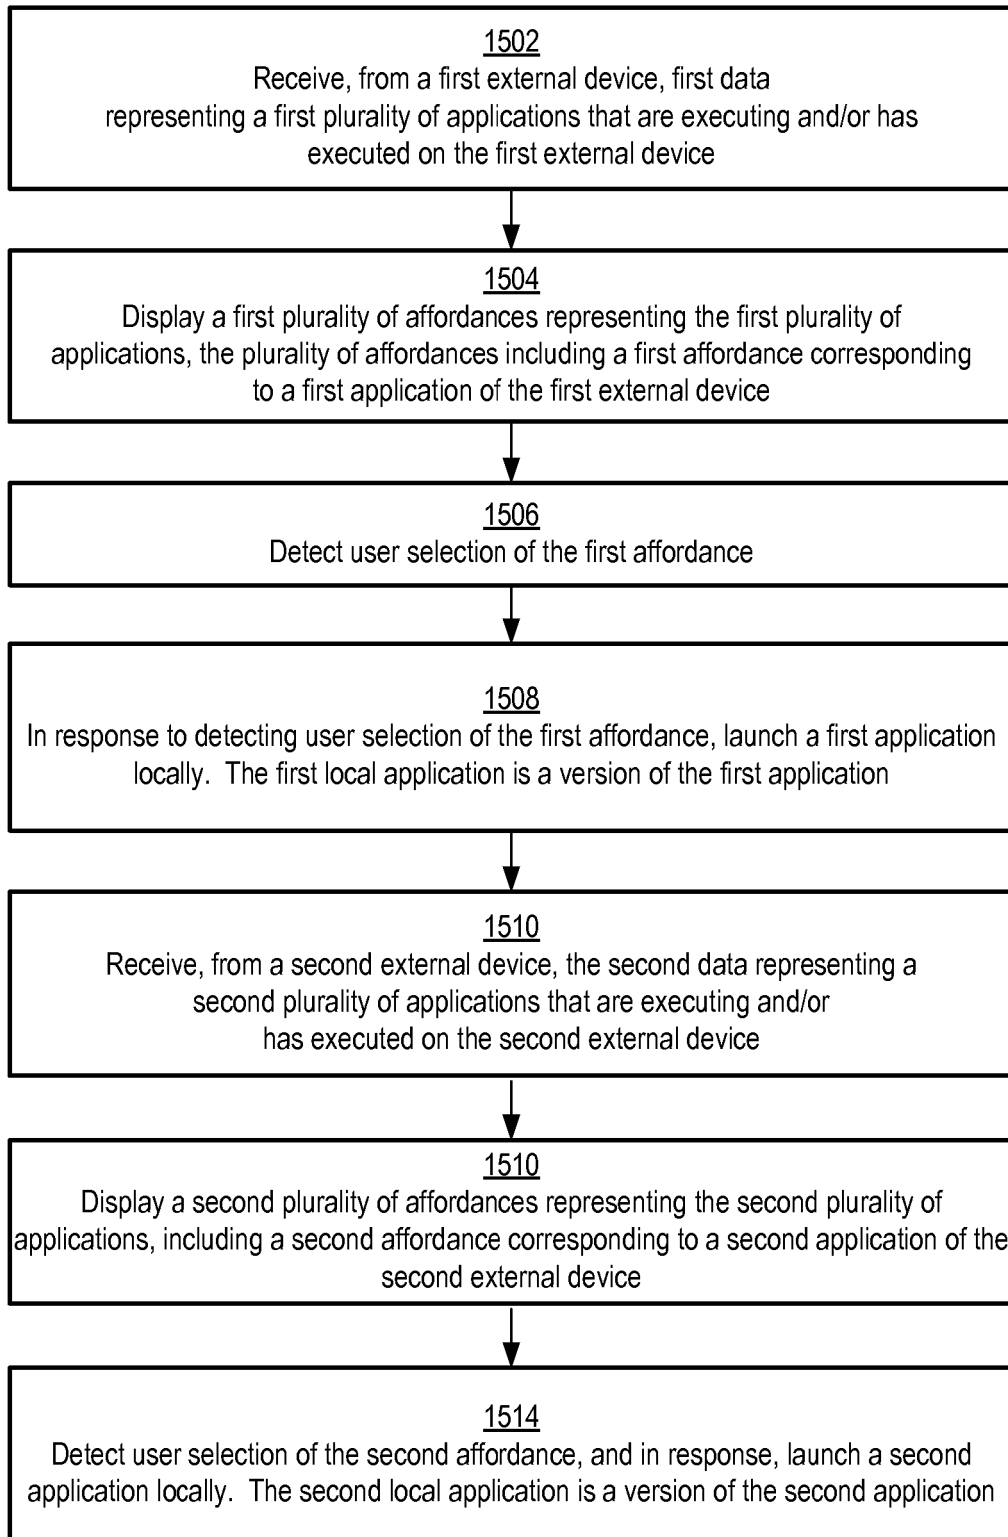 1502
Receive, from a first external device, first data
representing a first plurality of applications that are executing and/or has
executed on the first external device
1504
Display a first plurality of affordances representing the first plurality of
applications, the plurality of affordances including a first affordance corresponding
to a first application of the first external device
1506
Detect user selection of the first affordance
1508
In response to detecting user selection of the first affordance, launch a first application
locally.  The first local application is a version of the first application
1510
Receive, from a second external device, the second data representing a
second plurality of applications that are executing and/or
has executed on the second external device
1510
Display a second plurality of affordances representing the second plurality of
applications, including a second affordance corresponding to a second application of the
second external device
1514
Detect user selection of the second affordance, and in response, launch a second
application locally.  The second local application is a version of the second application